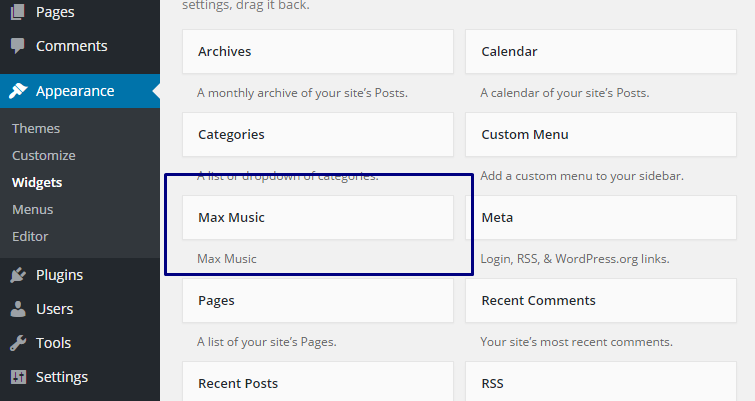 Pages
Comments
Appearance
Themes
Customize
Widgets
Menus
Editor
Plugins
Users
Tools
Settings
settings, drag it back.
Archives
A monthly archive of your site’s Posts.
Calendar
A calendar of your site’s Posts.
Categories
A list or dropdown of categories.
Custom Menu
Add a custom menu to your sidebar.
Max Music
Max Music
Meta
Login, RSS, & WordPress.org links.
Pages
A list of your site’s Pages.
Recent Comments
Your site’s most recent comments.
Recent Posts
RSS